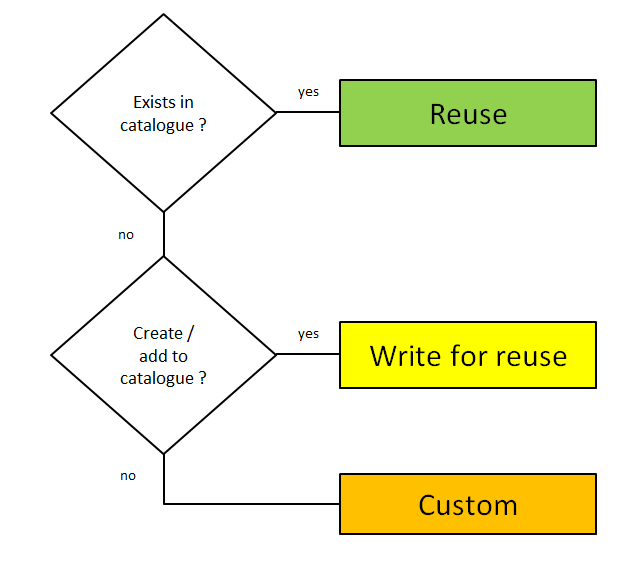 Exists in
catalogue ?
yes
Reuse
no
Create /
add to
catalogue ?
yes
Write for reuse
no
Custom